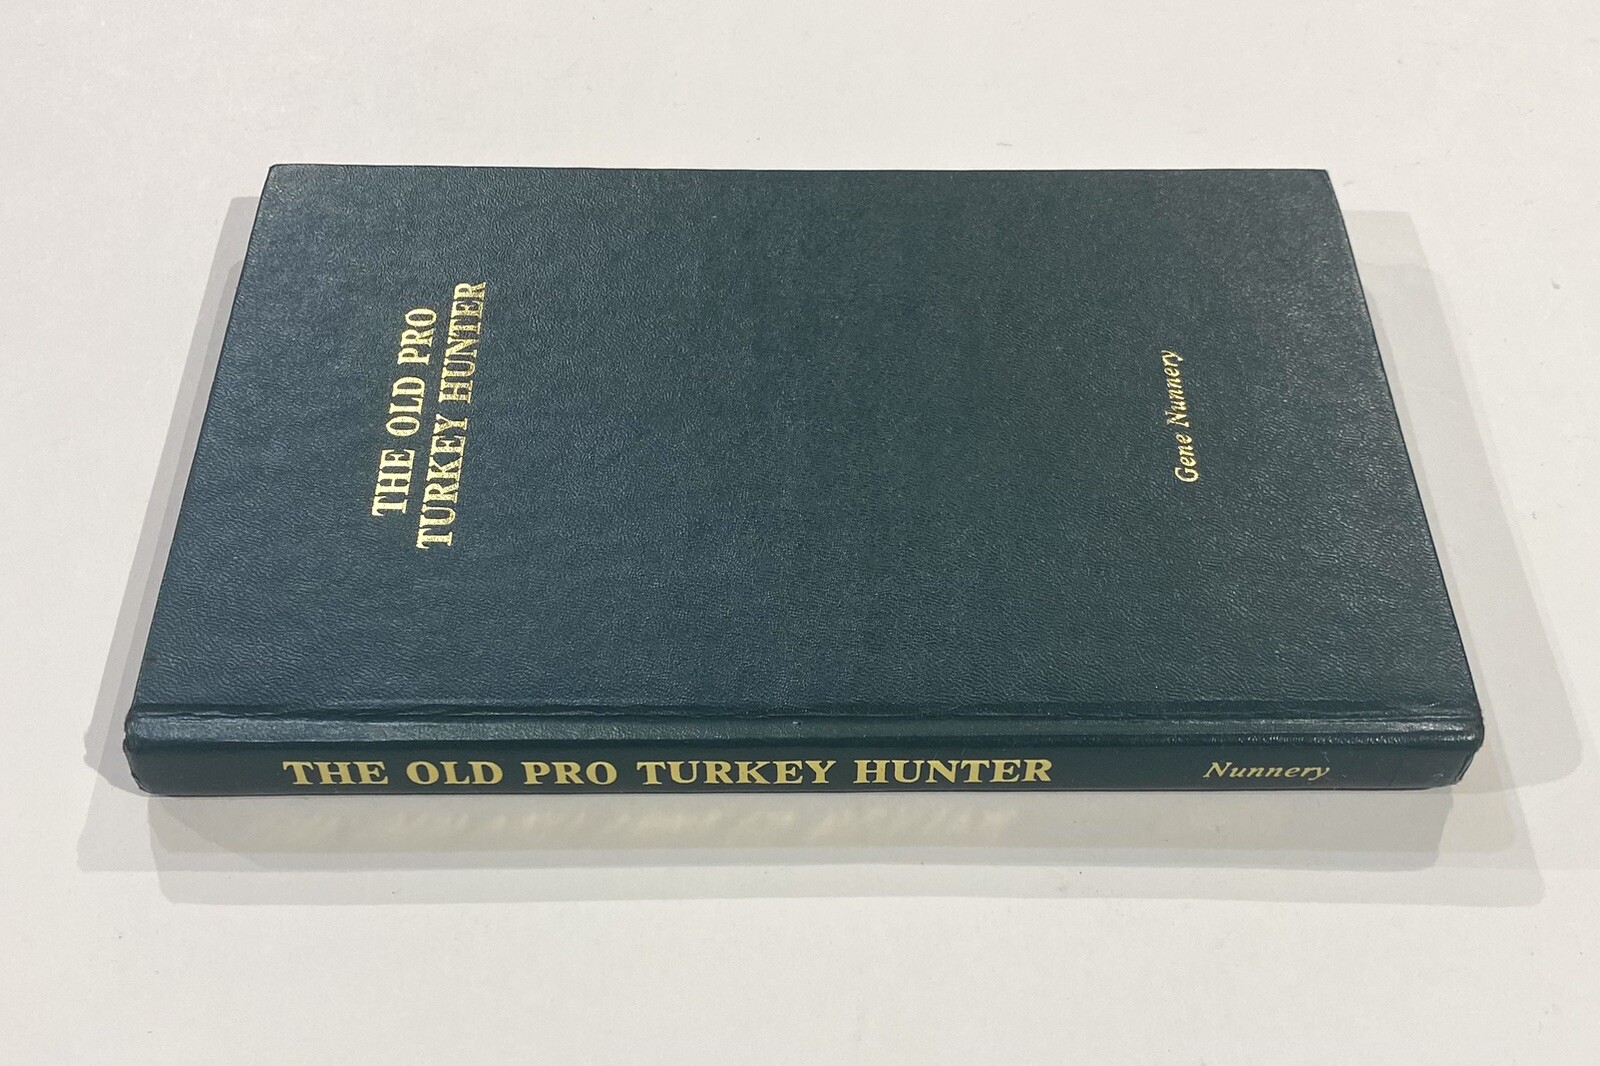 THE OLD PRO
TURKEY HUNTER
Gene Nunnery
THE OLD PRO TURKEY HUNTER
Nunnery